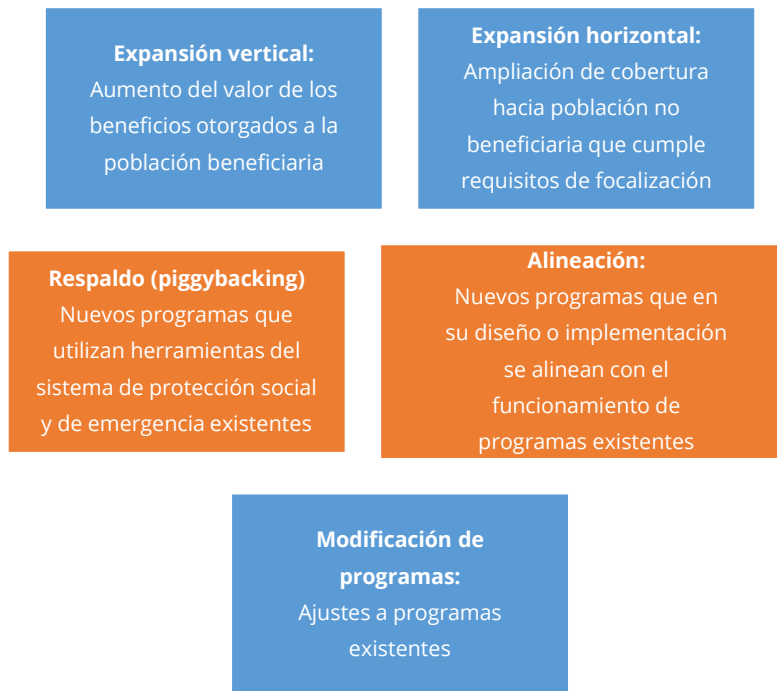 Expansión vertical:
Aumento del valor de los
beneficios otorgados a la
población beneficiaria
Expansión horizontal:
Ampliación de cobertura
hacia población no
beneficiaria que cumple
requisitos de focalización
Respaldo (piggybacking)
Nuevos programas que
utilizan herramientas del
sistema de protección social
y de emergencia existentes
Alineación:
Nuevos programas que en
su diseño o implementación
se alinean con el
funcionamiento de
programas existentes
Modificación de
programas:
Ajustes a programas
existentes